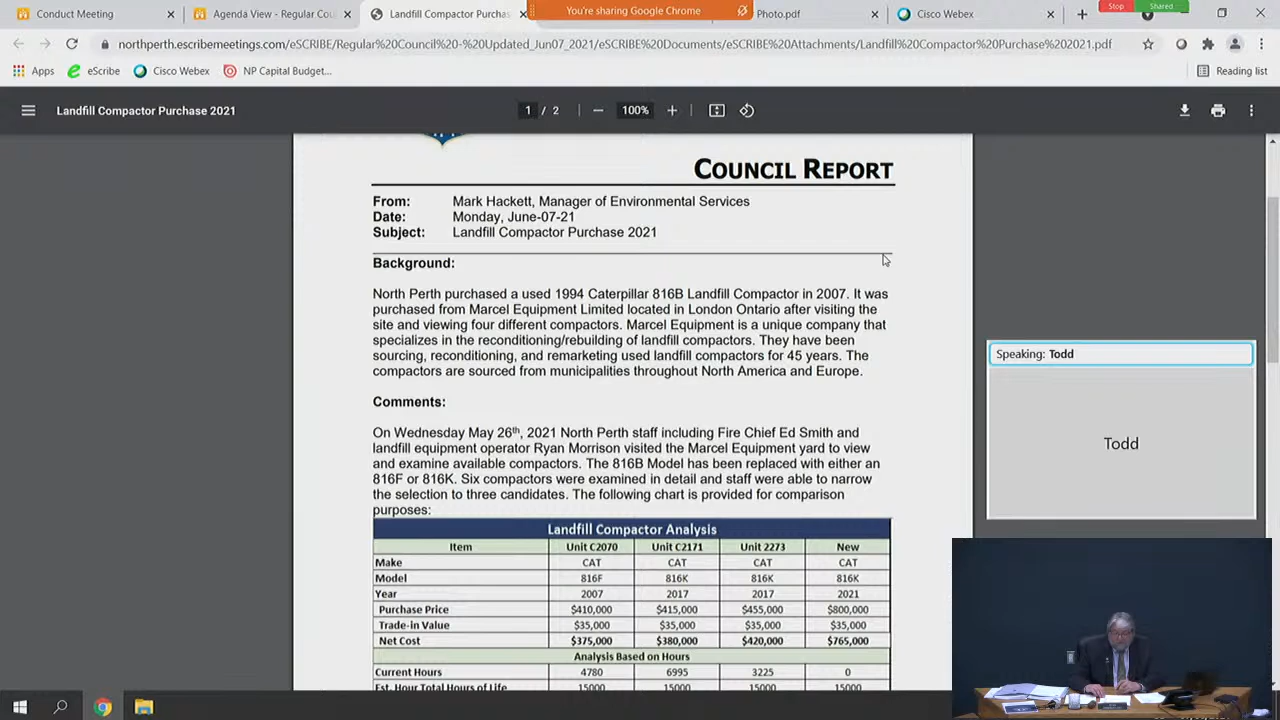 Conduct Meeting
Agenda View - Regular Cou
Landfill Compactor Purchas
You're sharing Google Chrome
Photo.pdf
Cisco Webex
Stop
Shared
northperth.escribemeetings.com/eSCRIBE/Regular%20Council%20-%20Updated_Jun07_2021/eSCRIBE%20Documents/eSCRIBE%20Attachments/Landfill%20Compactor%20Purchase%202021.pdf
Apps
eScribe
Cisco Webex
NP Capital Budget...
Reading list
Landfill Compactor Purchase 2021
1 / 2
100%
COUNCIL REPORT
From: Mark Hackett, Manager of Environmental Services
Date: Monday, June-07-21
Subject: Landfill Compactor Purchase 2021
Background:
North Perth purchased a used 1994 Caterpillar 816B Landfill Compactor in 2007. It was
purchased from Marcel Equipment Limited located in London Ontario after visiting the
site and viewing four different compactors. Marcel Equipment is a unique company that
specializes in the reconditioning/rebuilding of landfill compactors. They have been
sourcing, reconditioning, and remarketing used landfill compactors for 45 years. The
compactors are sourced from municipalities throughout North America and Europe.
Comments:
On Wednesday May 26th, 2021 North Perth staff including Fire Chief Ed Smith and
landfill equipment operator Ryan Morrison visited the Marcel Equipment yard to view
and examine available compactors. The 816B Model has been replaced with either an
816F or 816K. Six compactors were examined in detail and staff were able to narrow
the selection to three candidates. The following chart is provided for comparison
purposes:
Landfill Compactor Analysis
Item Unit C2070 Unit C2171 Unit 2273 New
Make CAT CAT CAT CAT
Model 816F 816K 816K 816K
Year 2007 2017 2017 2021
Purchase Price $410,000 $415,000 $455,000 $800,000
Trade-in Value $35,000 $35,000 $35,000 $35,000
Net Cost $375,000 $380,000 $420,000 $765,000
Analysis Based on Hours
Current Hours 4780 6995 3225 0
Est. Hour Total Hours of Life 15000 15000 15000 15000
Speaking: Todd
Todd